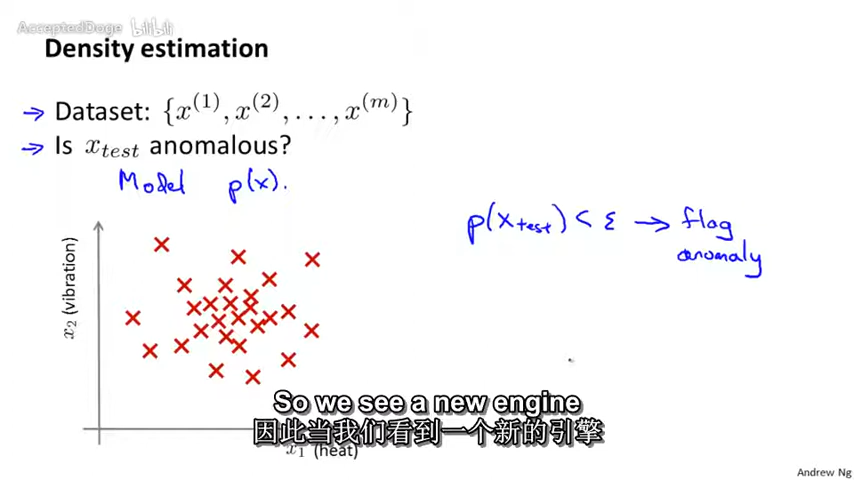 AcceptedDoge bilibili
Density estimation
→ Dataset: {x^(1), x^(2), . . . , x^(m)}
→ Is x_test anomalous?
Model p(x).
p(x_test) < ε → flag
anomaly
x_2 (vibration)
x_1 (heat)
So we see a new engine
因此当我们看到一个新的引擎
Andrew Ng